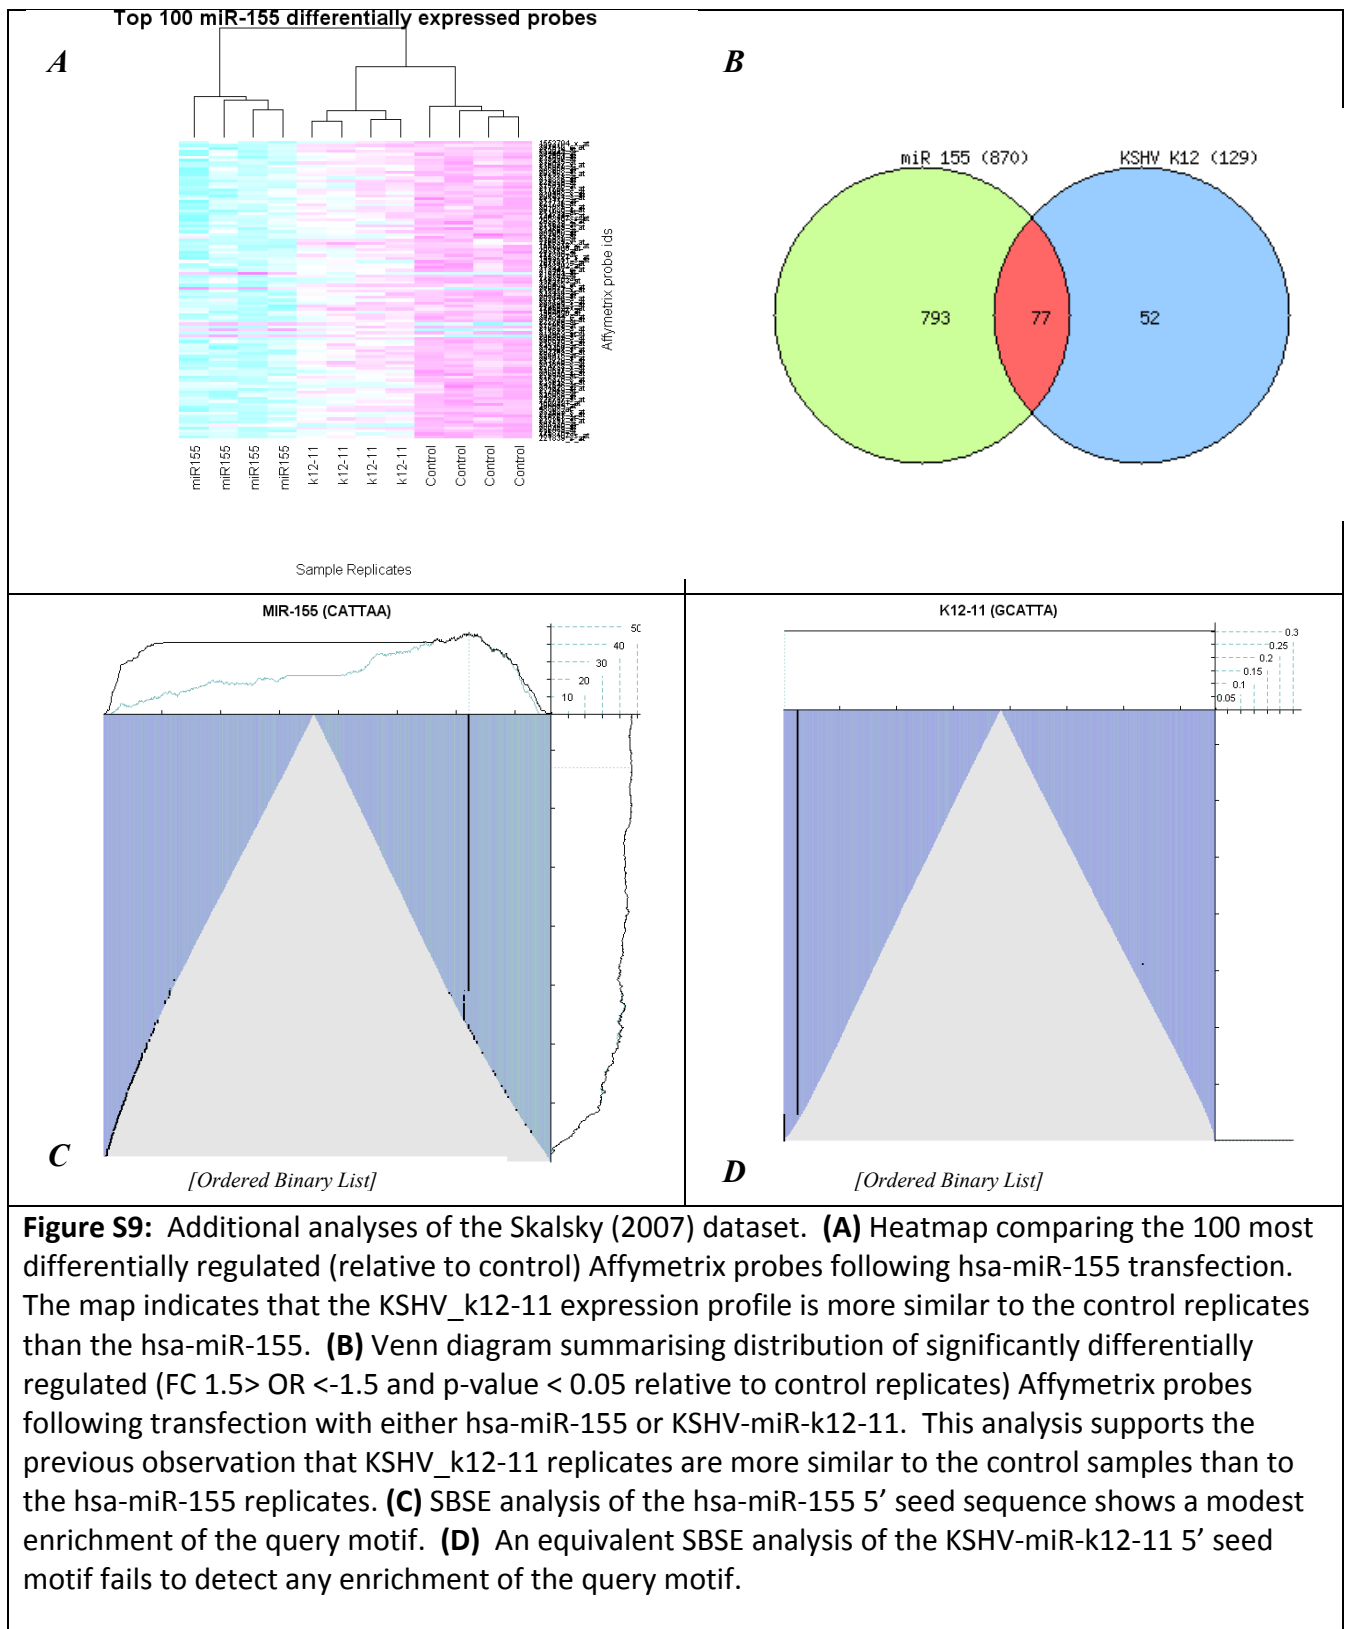 Top 100 miR-155 differentially expressed probes
A
Affymetrix probe ids
miR155
miR155
miR155
miR155
k12-11
k12-11
k12-11
k12-11
Control
Control
Control
Control
Sample Replicates
B
miR 155 (870)
KSHV K12 (129)
793
77
52
MIR-155 (CATTAA)
50
40
30
20
10
C
[Ordered Binary List]
K12-11 (GCATTA)
0.3
0.25
0.2
0.15
0.1
0.05
D
[Ordered Binary List]
Figure S9: Additional analyses of the Skalsky (2007) dataset. (A) Heatmap comparing the 100 most
differentially regulated (relative to control) Affymetrix probes following hsa-miR-155 transfection.
The map indicates that the KSHV_k12-11 expression profile is more similar to the control replicates
than the hsa-miR-155. (B) Venn diagram summarising distribution of significantly differentially
regulated (FC 1.5> OR <-1.5 and p-value < 0.05 relative to control replicates) Affymetrix probes
following transfection with either hsa-miR-155 or KSHV-miR-k12-11. This analysis supports the
previous observation that KSHV_k12-11 replicates are more similar to the control samples than to
the hsa-miR-155 replicates. (C) SBSE analysis of the hsa-miR-155 5’ seed sequence shows a modest
enrichment of the query motif. (D) An equivalent SBSE analysis of the KSHV-miR-k12-11 5’ seed
motif fails to detect any enrichment of the query motif.